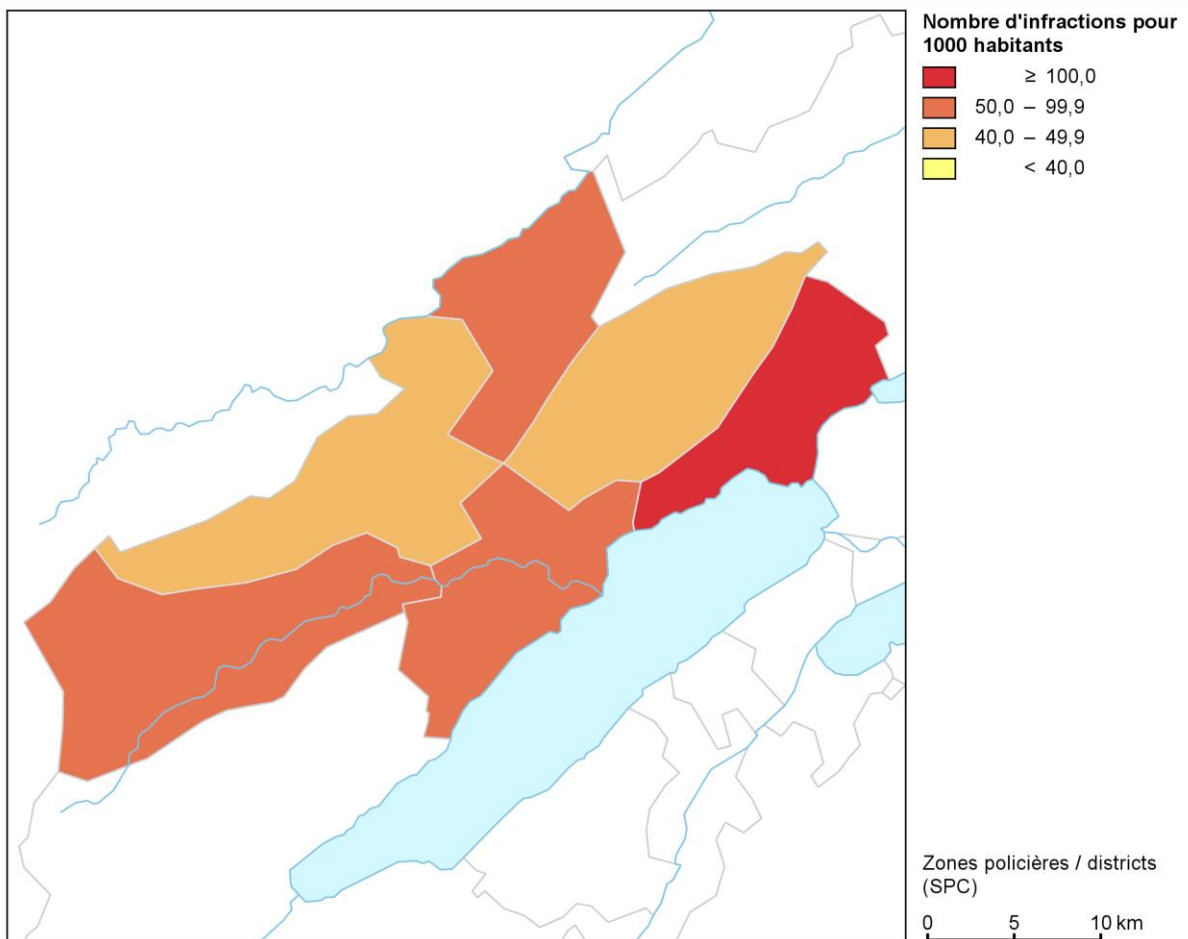 Nombre d'infractions pour
1000 habitants
≥ 100,0
50,0 – 99,9
40,0 – 49,9
< 40,0
Zones policières / districts
(SPC)
0 5 10 km